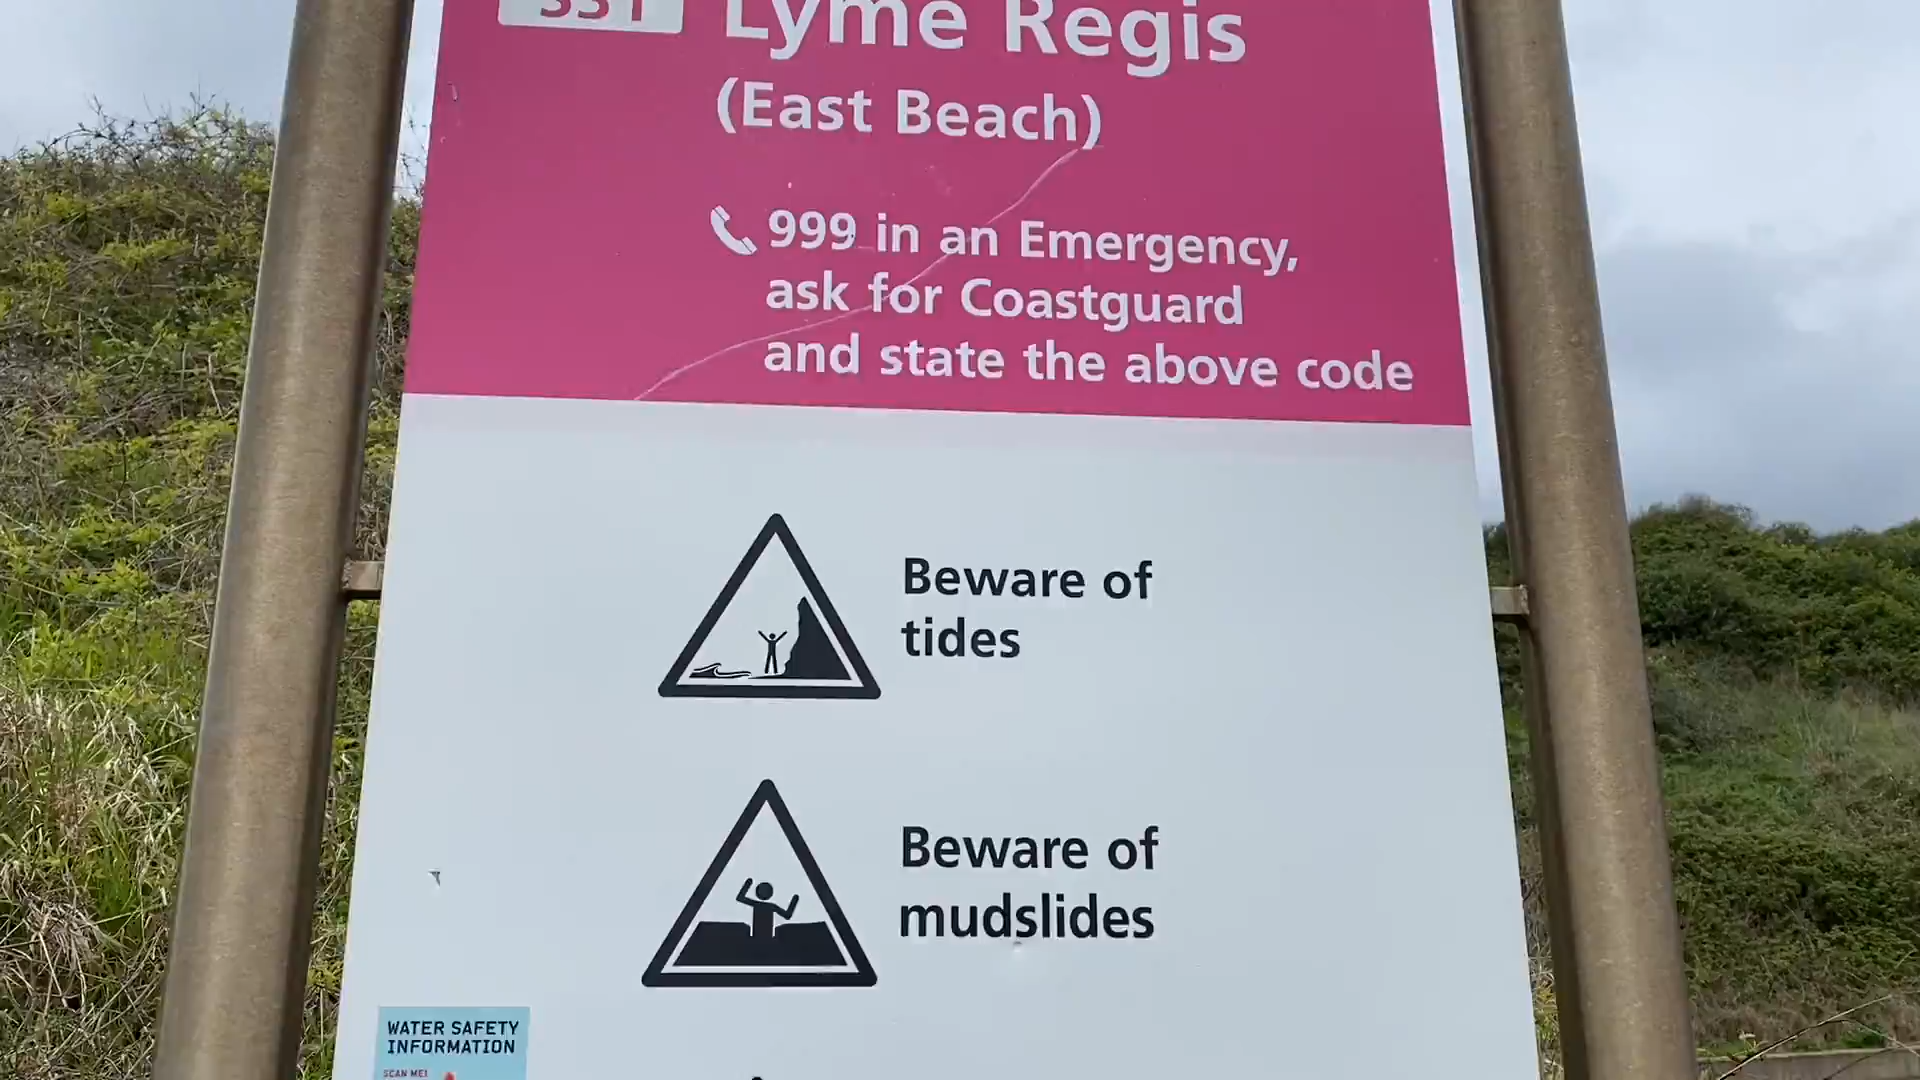 Lyme Regis
(East Beach)
999 in an Emergency,
ask for Coastguard
and state the above code
Beware of
tides
Beware of
mudslides
WATER SAFETY
INFORMATION
SCAN ME!